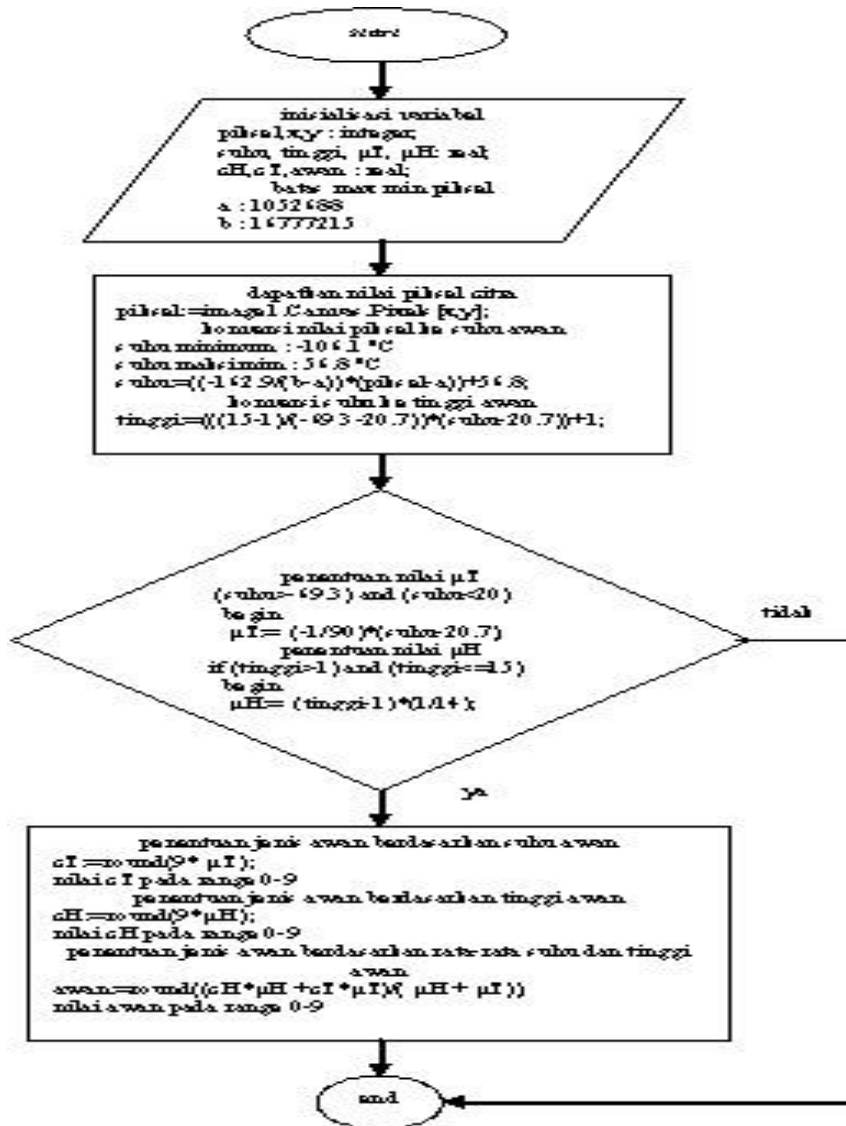 start
inisialisasi variabel
piksel,x,y : integer;
suhu, tinggi, µT, µH: real;
cH,cT,awan : real;
batas max min piksel
a : 1052688
b : 16777215
dapatkan nilai piksel citra
piksel:=image1.Canvas.Pixels [x,y];
konversi nilai piksel ke suhu awan
suhu minimum : -106.1 °C
suhu maksimim : 56.8 °C
suhu:=((-162.9/(b-a))*(piksel-a))+56.8;
konversi suhu ke tinggi awan
tinggi:=(((15-1)/(-69.3-20.7))*(suhu-20.7))+1;
penentuan nilai µT
(suhu>-69.3) and (suhu<20)
begin
µT:= (-1/90)*(suhu-20.7)
penentuan nilai µH
if (tinggi>1) and (tinggi<=15)
begin
µH:= (tinggi-1)*(1/14);
tidak
ya
penentuan jenis awan berdasarkan suhu awan
cT:=round(9* µT);
nilai cT pada range 0-9
penentuan jenis awan berdasarkan tinggi awan
cH:=round(9*µH);
nilai cH pada range 0-9
penentuan jenis awan berdasarkan rata-rata suhu dan tinggi
awan
awan:=round((cH*µH +cT*µT)/( µH + µT))
nilai awan pada range 0-9
end